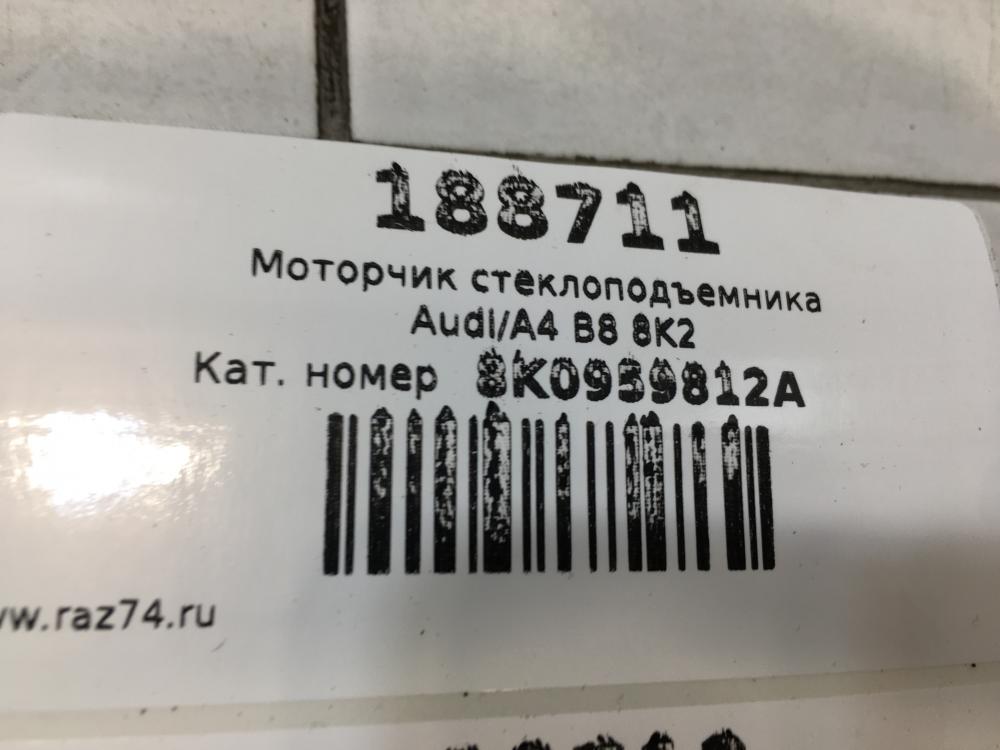 188711
Моторчик стеклоподъемника
Audi/A4 B8 8K2
Кат. номер 8K0959812A
w.raz74.ru